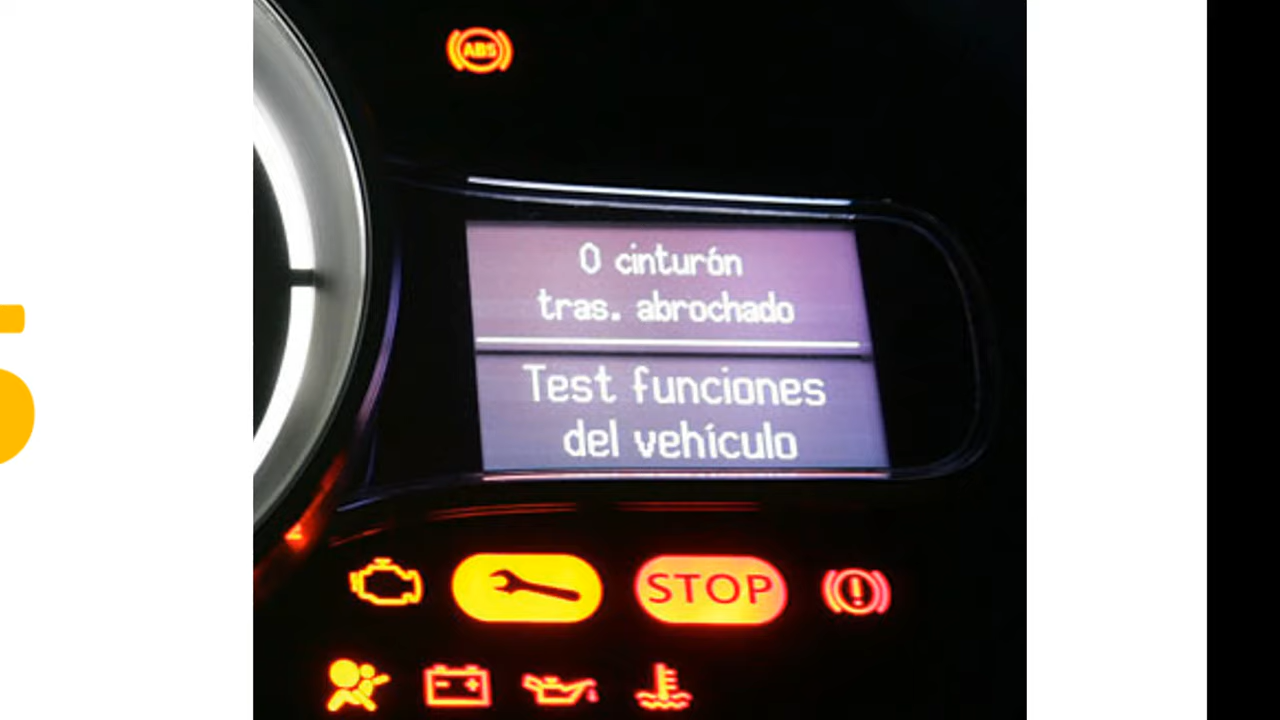 ABS
0 cinturón
tras. abrochado
Test funciones
del vehículo
STOP